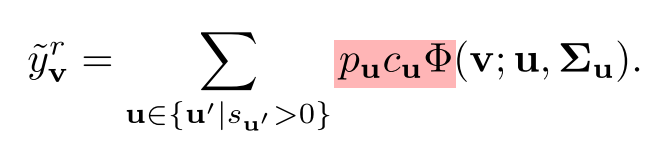 ỹ^r_𝐯 = ∑_{𝐮∈{𝐮′|s_{𝐮′}>0}} p_𝐮 c_𝐮 Φ(𝐯; 𝐮, 𝚺_𝐮).